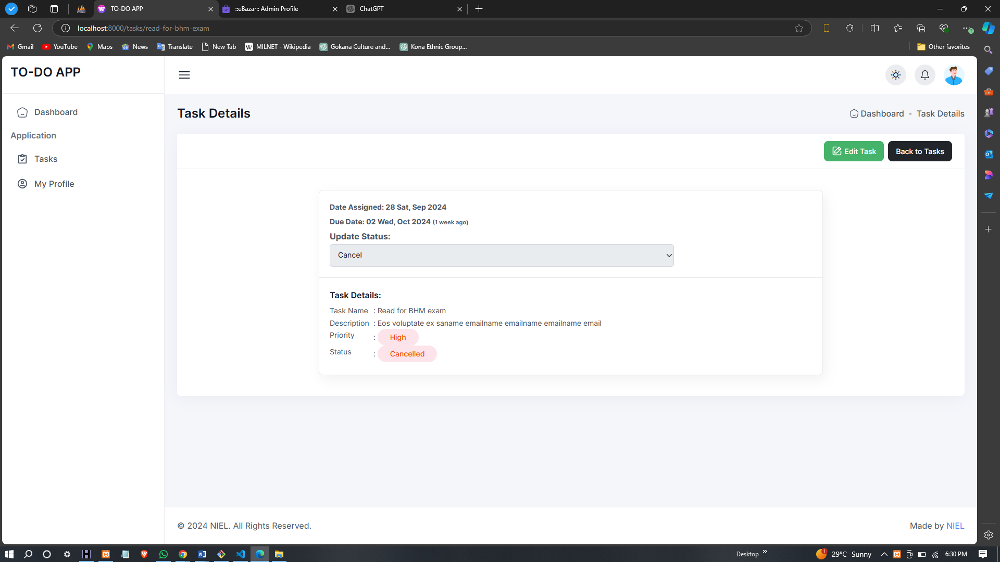 TO-DO APP
::eBazar:: Admin Profile
ChatGPT
localhost:8000/tasks/read-for-bhm-exam
Gmail
YouTube
Maps
News
Translate
New Tab
MILNET - Wikipedia
Gokana Culture and...
Kona Ethnic Group...
Other favorites
TO-DO APP
Dashboard
Application
Tasks
My Profile
Task Details
Dashboard - Task Details
Edit Task
Back to Tasks
Date Assigned: 28 Sat, Sep 2024
Due Date: 02 Wed, Oct 2024 (1 week ago)
Update Status:
Cancel
Task Details:
Task Name : Read for BHM exam
Description : Eos voluptate ex saname emailname emailname emailname email
Priority : High
Status : Cancelled
© 2024 NIEL. All Rights Reserved.
Made by NIEL
Desktop
1
29°C Sunny
6:30 PM